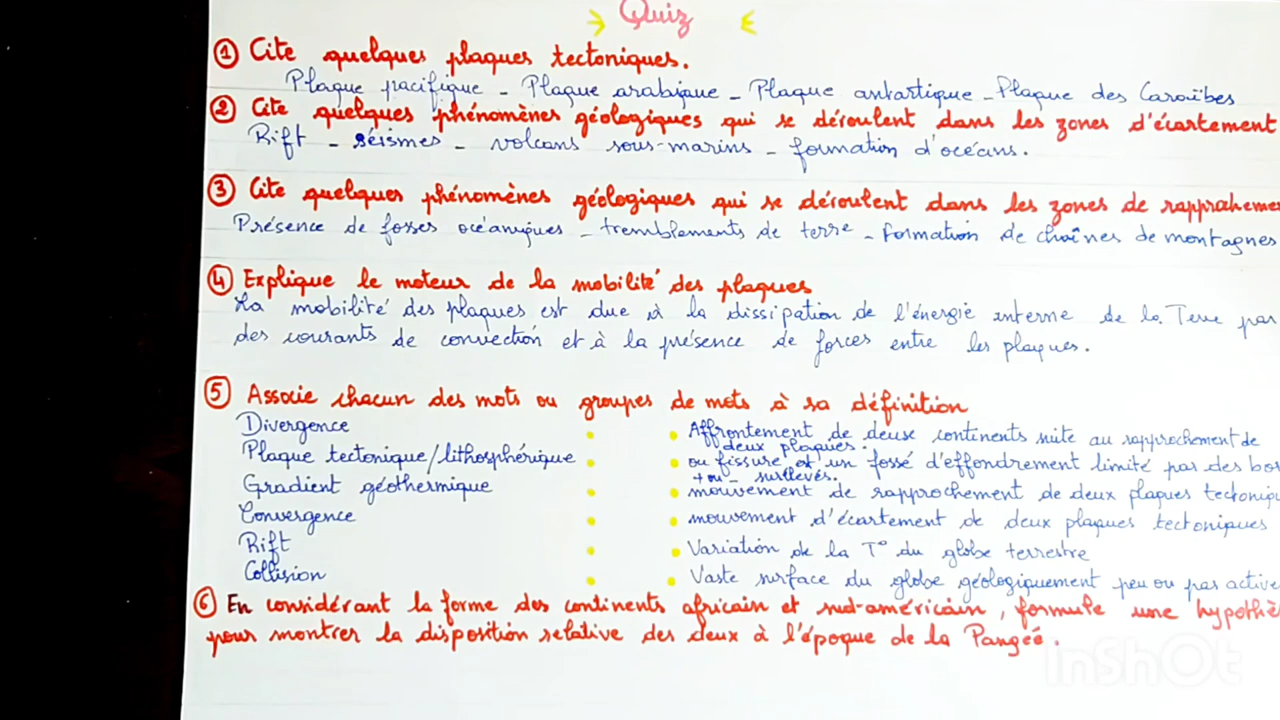 Quiz
① Cite quelques plaques tectoniques.
Plaque pacifique - Plaque arabique - Plaque antartique - Plaque des Caraïbes
② Cite quelques phénomènes géologiques qui se déroulent dans les zones d'écartement
Rift - séismes - volcans sous-marins - formation d'océans.
③ Cite quelques phénomènes géologiques qui se déroulent dans les zones de rapprocheme
Présence de fosses océaniques - tremblements de terre - formation de chaînes de montagnes
④ Explique le moteur de la mobilité des plaques
La mobilité des plaques est due à la dissipation de l'énergie interne de la Terre par
des courants de convection et à la présence de forces entre les plaques.
⑤ Associe chacun des mots ou groupes de mots à sa définition
Divergence • • Affrontement de deux continents suite au rapprochement de
deux plaques.
Plaque tectonique/lithosphérique • • ou fissure est un fossé d'effondrement limité par des bor
+ ou - surélevés.
Gradient géothermique • • mouvement de rapprochement de deux plaques tectoniqu
Convergence • • mouvement d'écartement de deux plaques tectoniques
Rift • • Variation de la T° du globe terrestre
Collision • • Vaste surface du globe géologiquement peu ou pas active
⑥ En considérant la forme des continents africain et sud-américain, formule une hypothè
pour montrer la disposition relative des deux à l'époque de la Pangée.
InShOt